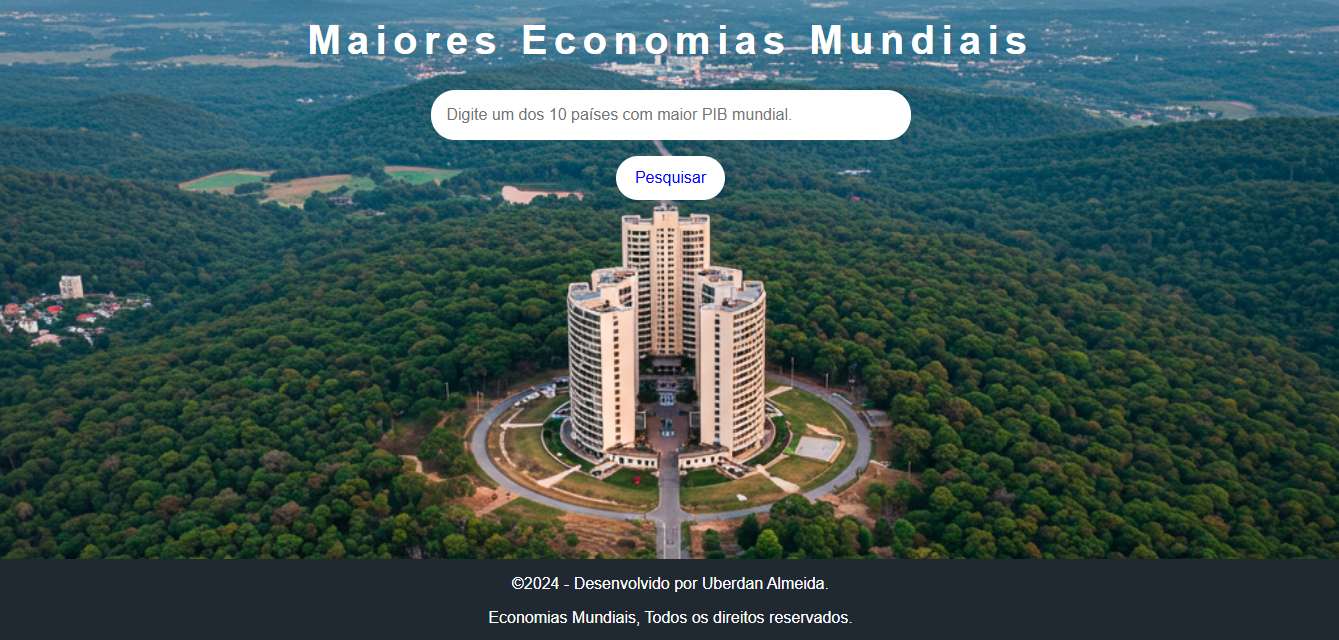 Maiores Economias Mundiais
Digite um dos 10 países com maior PIB mundial.
Pesquisar
©2024 - Desenvolvido por Uberdan Almeida.
Economias Mundiais, Todos os direitos reservados.